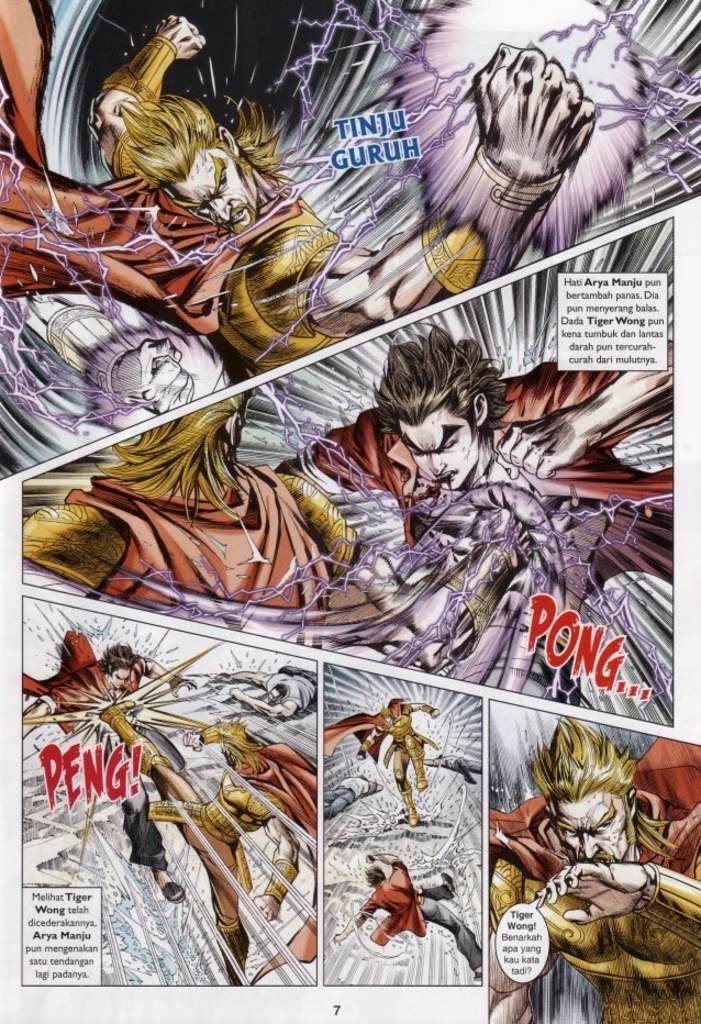 TINJU
GURUH
Hati Arya Manju pun
bertambah panas. Dia
pun menyerang balas.
Dada Tiger Wong pun
kena tumbuk dan lantas
darah pun tercurah-
curah dari mulutnya.
PONG...
PENG!
Melihat Tiger
Wong telah
dicederakannya,
Arya Manju
pun mengenakan
satu tendangan
lagi padanya.
Tiger
Wong!
Benarkah
apa yang
kau kata
tadi?
7